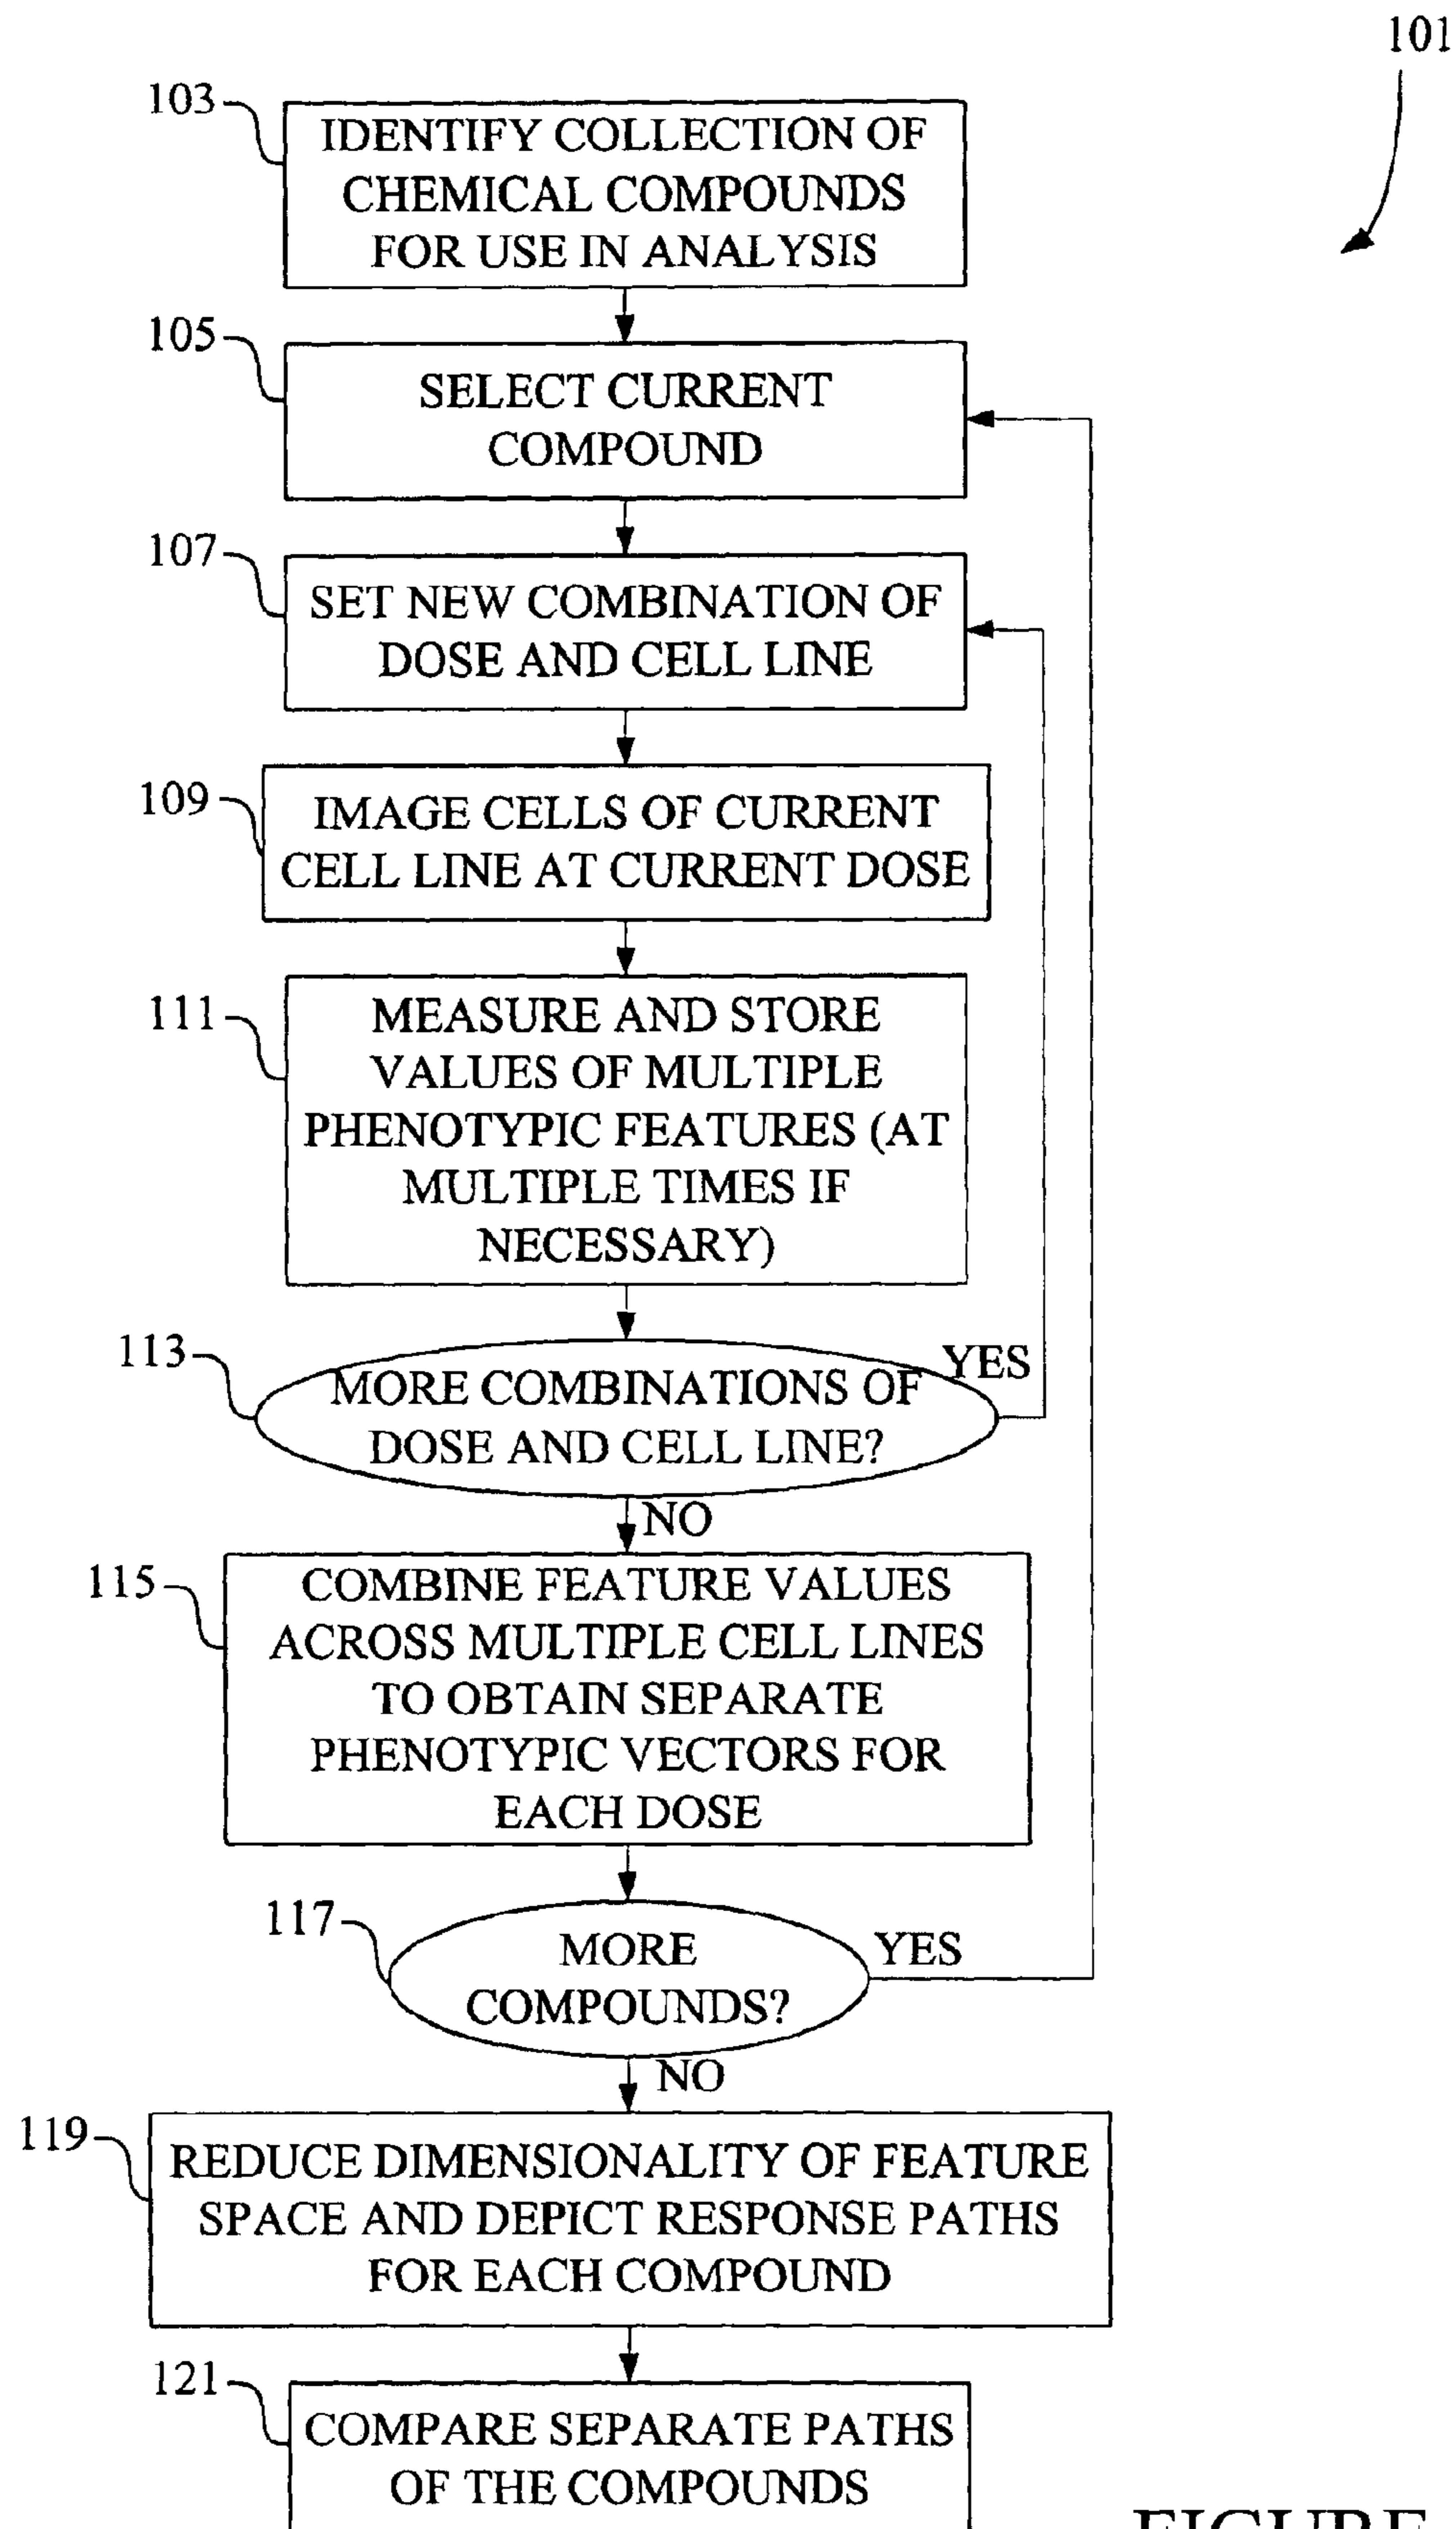 101
103
IDENTIFY COLLECTION OF
CHEMICAL COMPOUNDS
FOR USE IN ANALYSIS
105
SELECT CURRENT
COMPOUND
107
SET NEW COMBINATION OF
DOSE AND CELL LINE
109
IMAGE CELLS OF CURRENT
CELL LINE AT CURRENT DOSE
111
MEASURE AND STORE
VALUES OF MULTIPLE
PHENOTYPIC FEATURES (AT
MULTIPLE TIMES IF
NECESSARY)
113
MORE COMBINATIONS OF
DOSE AND CELL LINE?
YES
NO
115
COMBINE FEATURE VALUES
ACROSS MULTIPLE CELL LINES
TO OBTAIN SEPARATE
PHENOTYPIC VECTORS FOR
EACH DOSE
117
MORE
COMPOUNDS?
YES
NO
119
REDUCE DIMENSIONALITY OF FEATURE
SPACE AND DEPICT RESPONSE PATHS
FOR EACH COMPOUND
121
COMPARE SEPARATE PATHS
OF THE COMPOUNDS
FIGURE